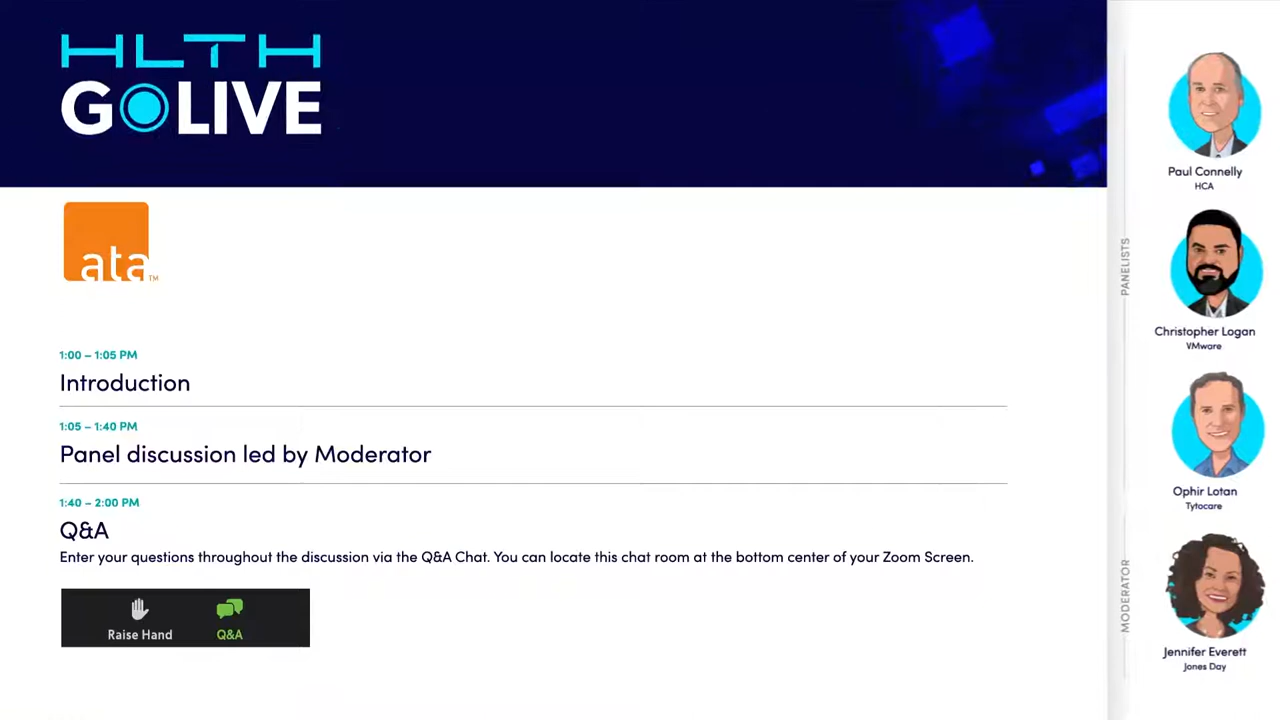 HLTH
GOLIVE
ata™
1:00 – 1:05 PM
Introduction
1:05 – 1:40 PM
Panel discussion led by Moderator
1:40 – 2:00 PM
Q&A
Enter your questions throughout the discussion via the Q&A Chat. You can locate this chat room at the bottom center of your Zoom Screen.
Raise Hand
Q&A
PANELISTS
Paul Connelly
HCA
Christopher Logan
VMware
Ophir Lotan
Tytocare
MODERATOR
Jennifer Everett
Jones Day